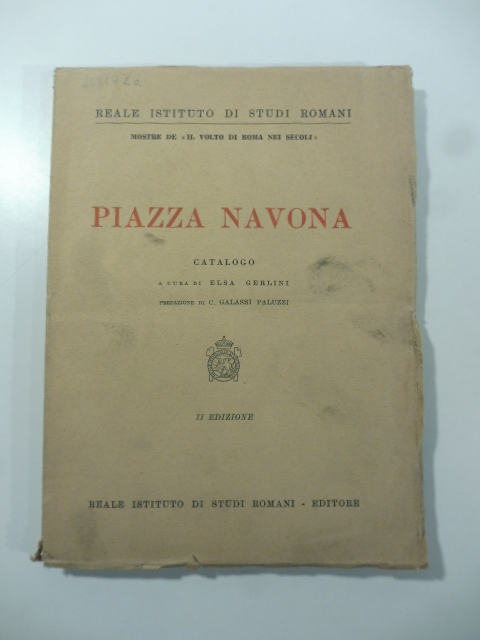 REALE ISTITUTO DI STUDI ROMANI
MOSTRE DE «IL VOLTO DI ROMA NEI SECOLI»
PIAZZA NAVONA
CATALOGO
A CURA DI ELSA GERLINI
PREFAZIONE DI C. GALASSI PALUZZI
II EDIZIONE
REALE ISTITUTO DI STUDI ROMANI - EDITORE